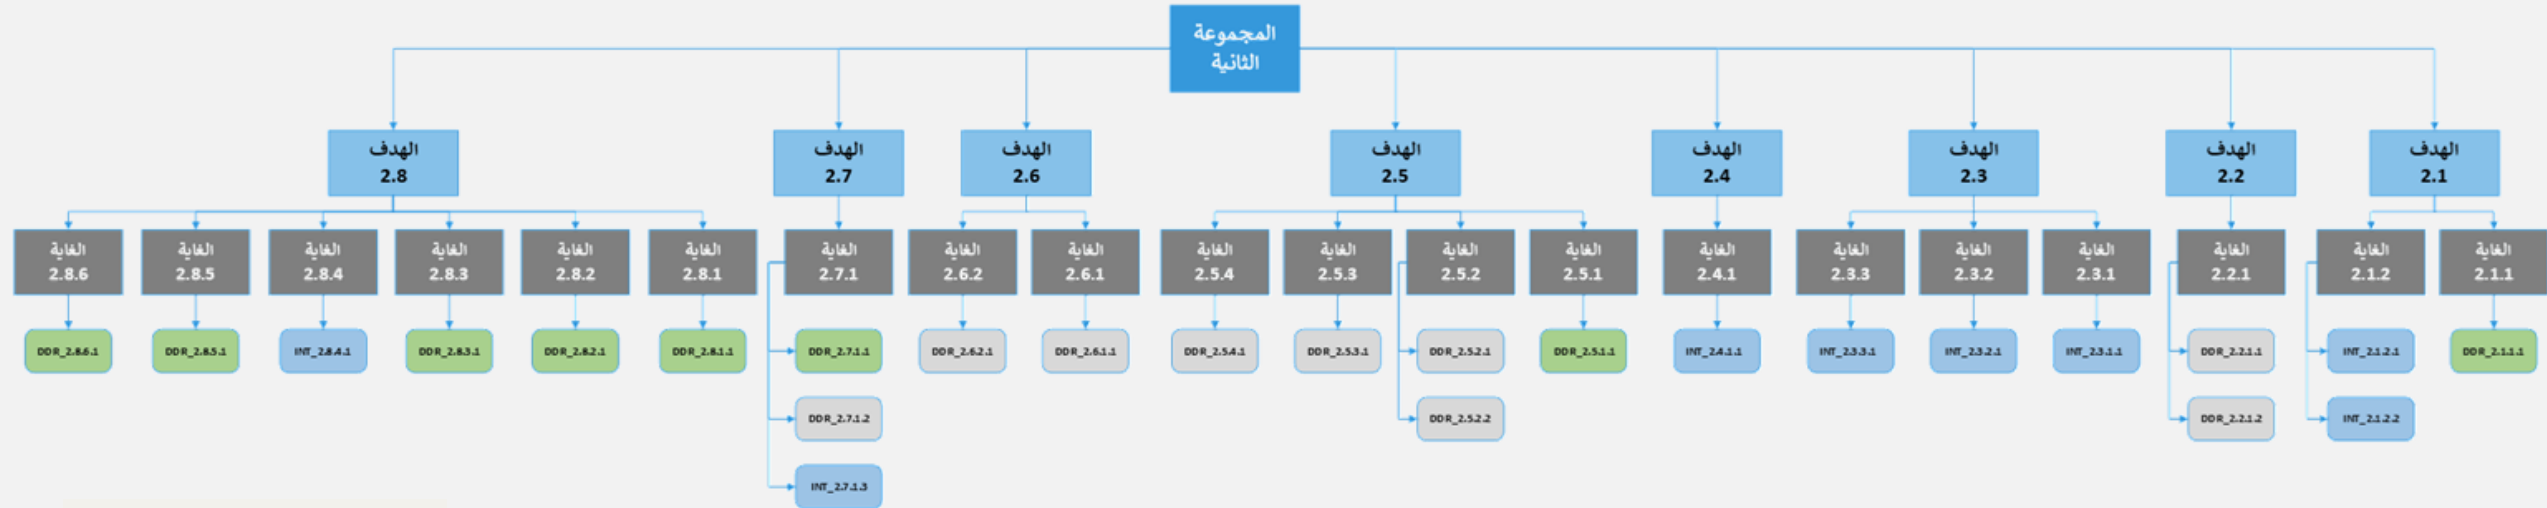 المجموعة
الثانية
الهدف
2.1
الهدف
2.2
الهدف
2.3
الهدف
2.4
الهدف
2.5
الهدف
2.6
الهدف
2.7
الهدف
2.8
الغاية
2.1.1
الغاية
2.1.2
الغاية
2.2.1
الغاية
2.3.1
الغاية
2.3.2
الغاية
2.3.3
الغاية
2.4.1
الغاية
2.5.1
الغاية
2.5.2
الغاية
2.5.3
الغاية
2.5.4
الغاية
2.6.1
الغاية
2.6.2
الغاية
2.7.1
الغاية
2.8.1
الغاية
2.8.2
الغاية
2.8.3
الغاية
2.8.4
الغاية
2.8.5
الغاية
2.8.6
DDR_2.1.1.1
INT_2.1.2.1
DDR_2.2.1.1
INT_2.3.1.1
INT_2.3.2.1
INT_2.3.3.1
INT_2.4.1.1
DDR_2.5.1.1
DDR_2.5.2.1
DDR_2.5.3.1
DDR_2.5.4.1
DDR_2.6.1.1
DDR_2.6.2.1
DDR_2.7.1.1
DDR_2.8.1.1
DDR_2.8.2.1
DDR_2.8.3.1
INT_2.8.4.1
DDR_2.8.5.1
DDR_2.8.6.1
INT_2.1.2.2
DDR_2.2.1.2
DDR_2.5.2.2
DDR_2.7.1.2
INT_2.7.1.3